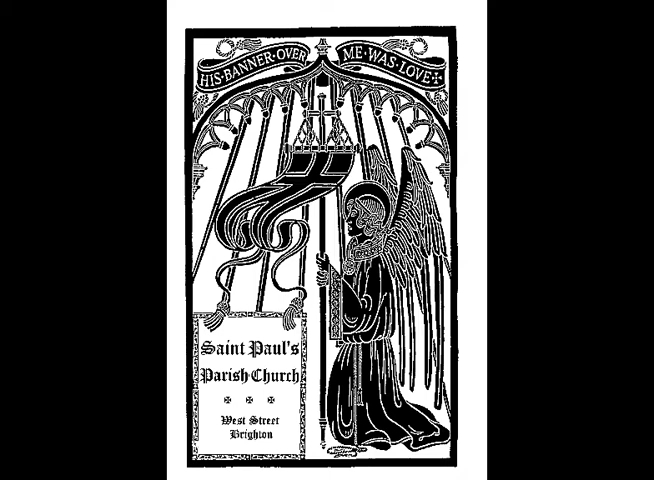 HIS·BANNER·OVER ME·WAS·LOVE✠
Saint Paul's
Parish Church
West Street
Brighton